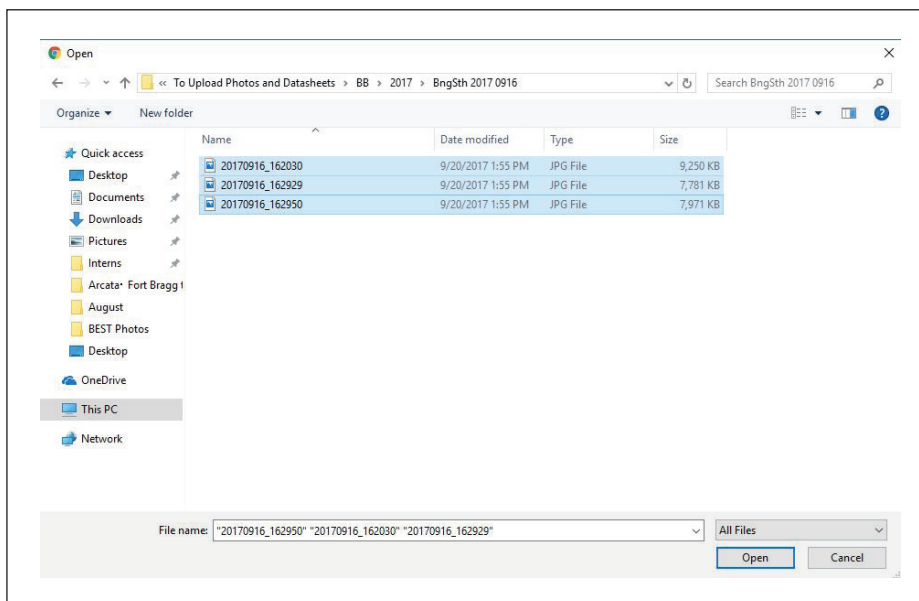 Open
« To Upload Photos and Datasheets > BB > 2017 > BngSth 2017 0916
Search BngSth 2017 0916
Organize New folder
Name Date modified Type Size
Quick access
Desktop
Documents
Downloads
Pictures
Interns
Arcata· Fort Bragg t
August
BEST Photos
Desktop
OneDrive
This PC
Network
20170916_162030 9/20/2017 1:55 PM JPG File 9,250 KB
20170916_162929 9/20/2017 1:55 PM JPG File 7,781 KB
20170916_162950 9/20/2017 1:55 PM JPG File 7,971 KB
File name: "20170916_162950" "20170916_162030" "20170916_162929"
All Files
Open Cancel